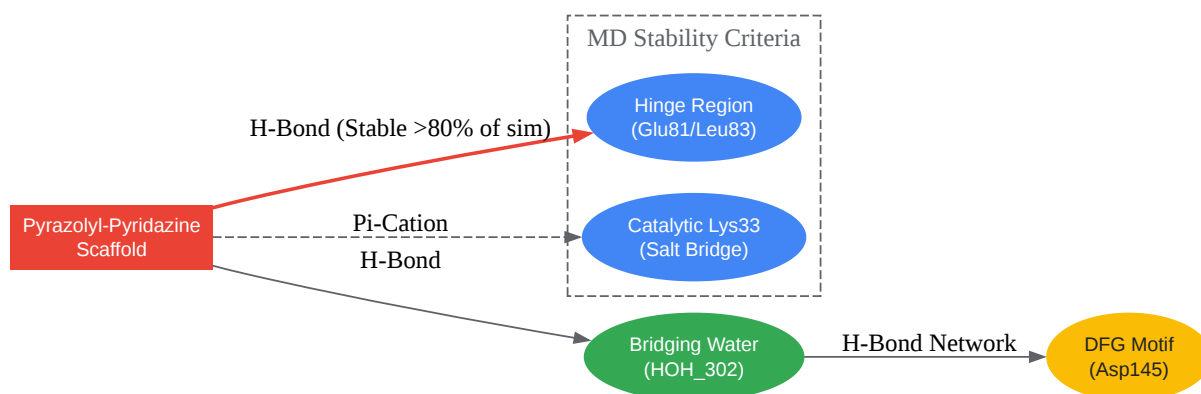 MD Stability Criteria
Hinge Region
(Glu81/Leu83)
H-Bond (Stable >80% of sim)
Pyrazolyl-Pyridazine
Scaffold
Pi-Cation
Catalytic Lys33
(Salt Bridge)
H-Bond
Bridging Water
(HOH_302)
H-Bond Network
DFG Motif
(Asp145)